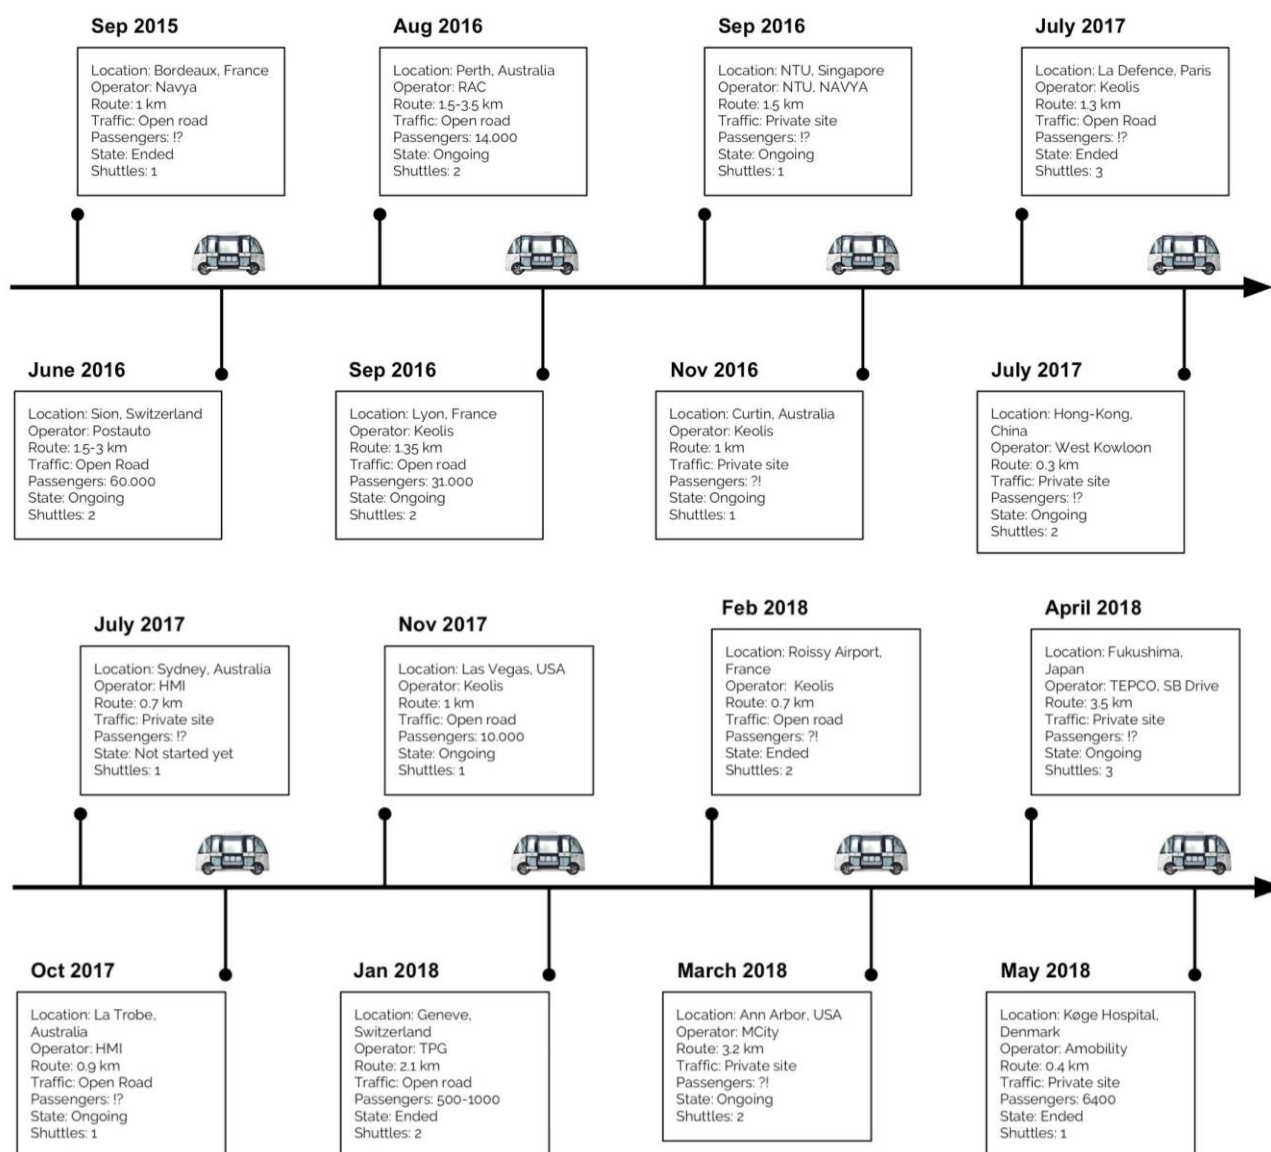 Sep 2015
Location: Bordeaux, France
Operator: Navya
Route: 1 km
Traffic: Open road
Passengers: !?
State: Ended
Shuttles: 1
Aug 2016
Location: Perth, Australia
Operator: RAC
Route: 1.5-3.5 km
Traffic: Open road
Passengers: 14.000
State: Ongoing
Shuttles: 2
Sep 2016
Location: NTU, Singapore
Operator: NTU, NAVYA
Route: 1.5 km
Traffic: Private site
Passengers: !?
State: Ongoing
Shuttles: 1
July 2017
Location: La Defence, Paris
Operator: Keolis
Route: 1.3 km
Traffic: Open Road
Passengers: !?
State: Ended
Shuttles: 3
June 2016
Location: Sion, Switzerland
Operator: Postauto
Route: 1.5-3 km
Traffic: Open Road
Passengers: 60.000
State: Ongoing
Shuttles: 2
Sep 2016
Location: Lyon, France
Operator: Keolis
Route: 1.35 km
Traffic: Open road
Passengers: 31.000
State: Ongoing
Shuttles: 2
Nov 2016
Location: Curtin, Australia
Operator: Keolis
Route: 1 km
Traffic: Private site
Passengers: ?!
State: Ongoing
Shuttles: 1
July 2017
Location: Hong-Kong,
China
Operator: West Kowloon
Route: 0.3 km
Traffic: Private site
Passengers: !?
State: Ongoing
Shuttles: 2
July 2017
Location: Sydney, Australia
Operator: HMI
Route: 0.7 km
Traffic: Private site
Passengers: !?
State: Not started yet
Shuttles: 1
Nov 2017
Location: Las Vegas, USA
Operator: Keolis
Route: 1 km
Traffic: Open road
Passengers: 10.000
State: Ongoing
Shuttles: 1
Feb 2018
Location: Roissy Airport,
France
Operator: Keolis
Route: 0.7 km
Traffic: Open road
Passengers: ?!
State: Ended
Shuttles: 2
April 2018
Location: Fukushima,
Japan
Operator: TEPCO, SB Drive
Route: 3.5 km
Traffic: Private site
Passengers: !?
State: Ongoing
Shuttles: 3
Oct 2017
Location: La Trobe,
Australia
Operator: HMI
Route: 0.9 km
Traffic: Open Road
Passengers: !?
State: Ongoing
Shuttles: 1
Jan 2018
Location: Geneve,
Switzerland
Operator: TPG
Route: 2.1 km
Traffic: Open road
Passengers: 500-1000
State: Ended
Shuttles: 2
March 2018
Location: Ann Arbor, USA
Operator: MCity
Route: 3.2 km
Traffic: Private site
Passengers: ?!
State: Ongoing
Shuttles: 2
May 2018
Location: Køge Hospital,
Denmark
Operator: Amobility
Route: 0.4 km
Traffic: Private site
Passengers: 6400
State: Ended
Shuttles: 1